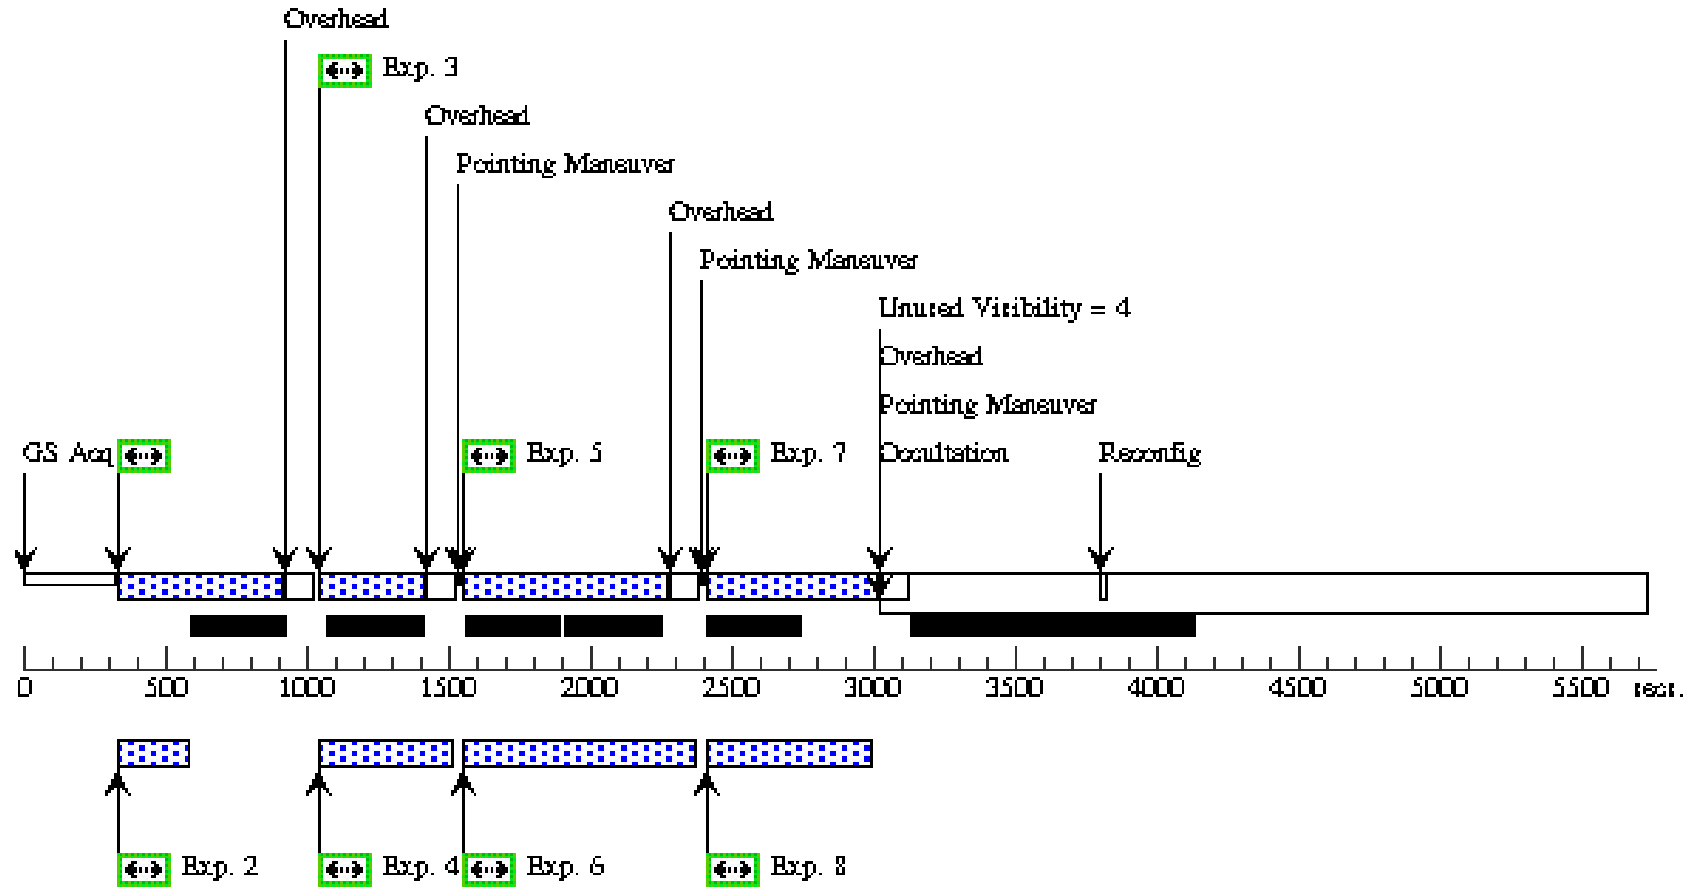 Overhead
Exp. 3
Overhead
Pointing Maneuver
Overhead
Pointing Maneuver
Unused Visibility = 4
Overhead
Pointing Maneuver
GS Acq
Exp. 5
Exp. 7
Occultation
Reconfig
0 500 1000 1500 2000 2500 3000 3500 4000 4500 5000 5500 secs.
Exp. 2
Exp. 4
Exp. 6
Exp. 8